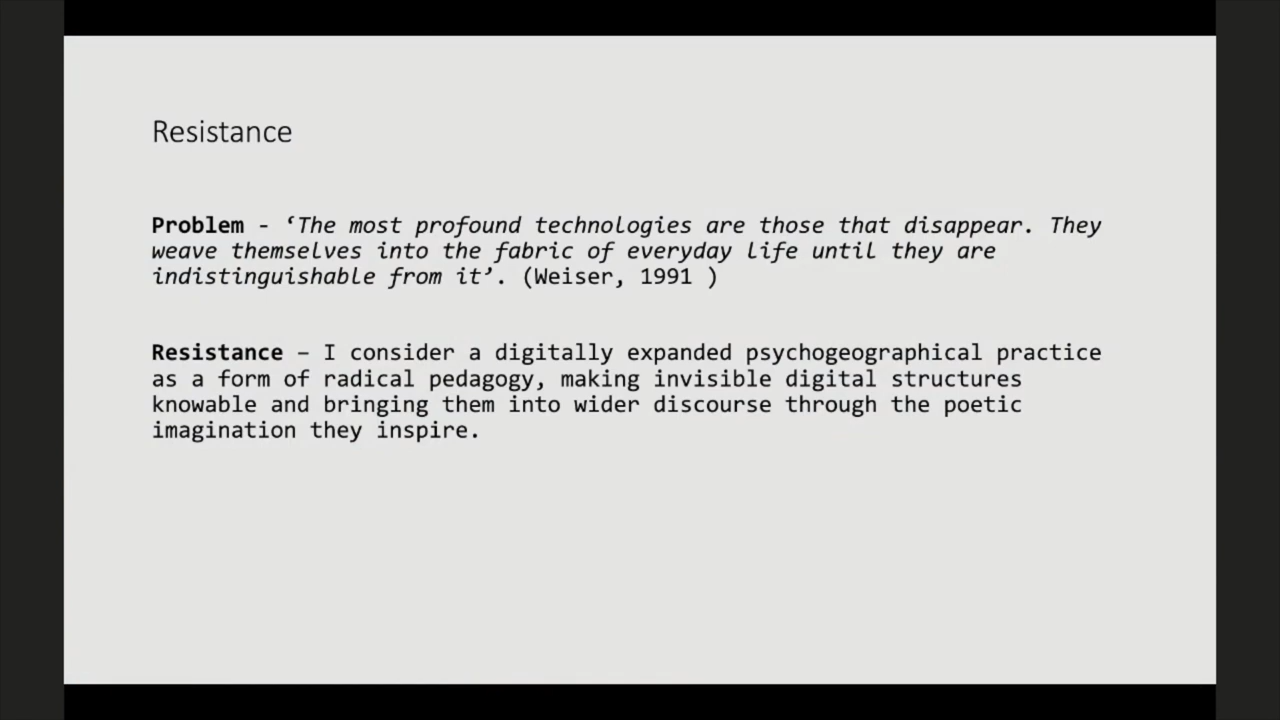 Resistance
Problem - ‘The most profound technologies are those that disappear. They
weave themselves into the fabric of everyday life until they are
indistinguishable from it’. (Weiser, 1991 )
Resistance – I consider a digitally expanded psychogeographical practice
as a form of radical pedagogy, making invisible digital structures
knowable and bringing them into wider discourse through the poetic
imagination they inspire.